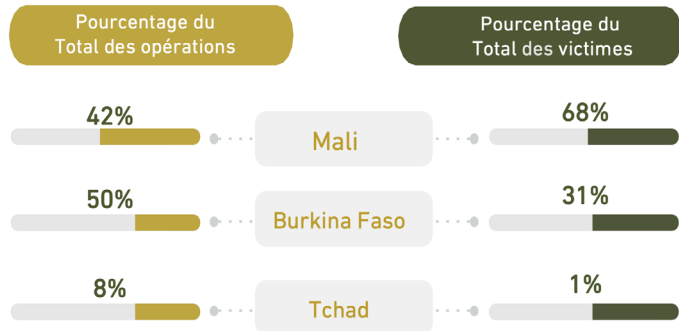 Pourcentage du
Total des opérations
Pourcentage du
Total des victimes
42%
Mali
68%
50%
Burkina Faso
31%
8%
Tchad
1%